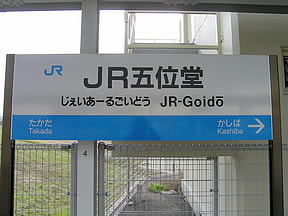 JR
JR五位堂
じぇいあーるごいどう JR-Goidō
たかだ かしば
Takada Kashiba →
4